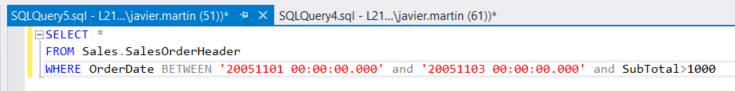 SQLQuery5.sql - L21...\javier.martin (51))* SQLQuery4.sql - L21...\javier.martin (61))*
SELECT *
FROM Sales.SalesOrderHeader
WHERE OrderDate BETWEEN '20051101 00:00:00.000' and '20051103 00:00:00.000' and SubTotal>1000